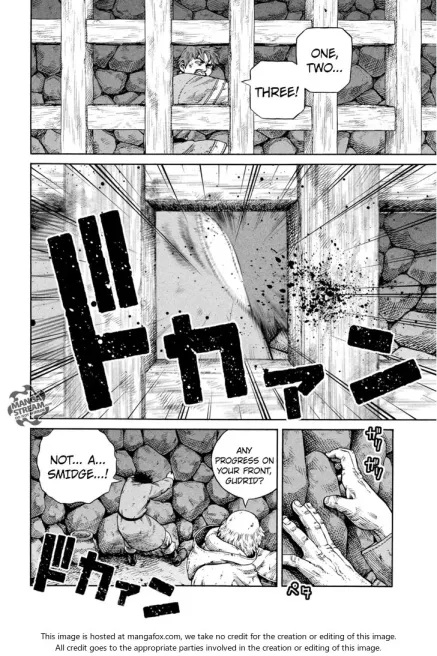 ONE,
TWO...
THREE!
ドカァン
MANGA
STREAM
ANY
PROGRESS ON
YOUR FRONT,
GUDRID?
NOT... A...
SMIDGE...!
ドカァン
ガリ
ガリ
ペタ
This image is hosted at mangafox.com, we take no credit for the creation or editing of this image.
All credit goes to the appropriate parties involved in the creation or editing of this image.